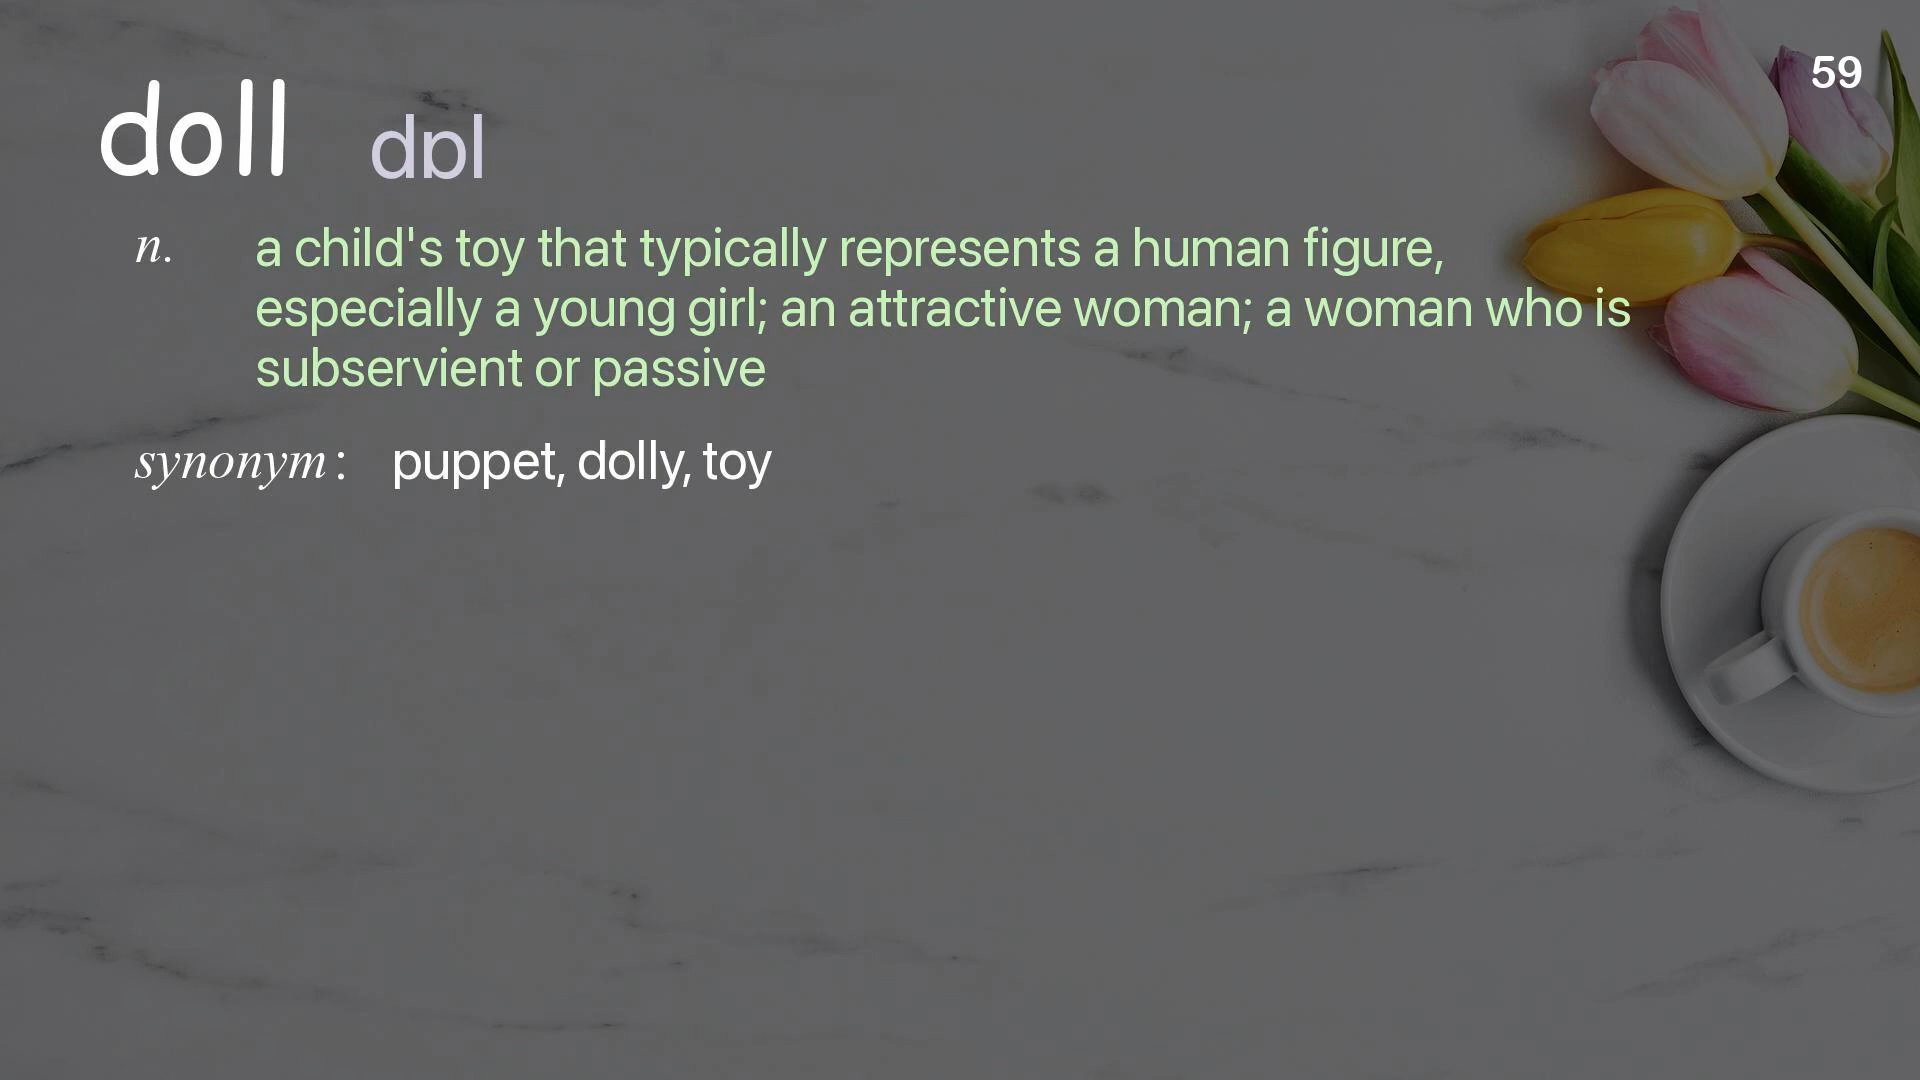 59
doll dɒl
n. a child's toy that typically represents a human figure,
especially a young girl; an attractive woman; a woman who is
subservient or passive
synonym : puppet, dolly, toy